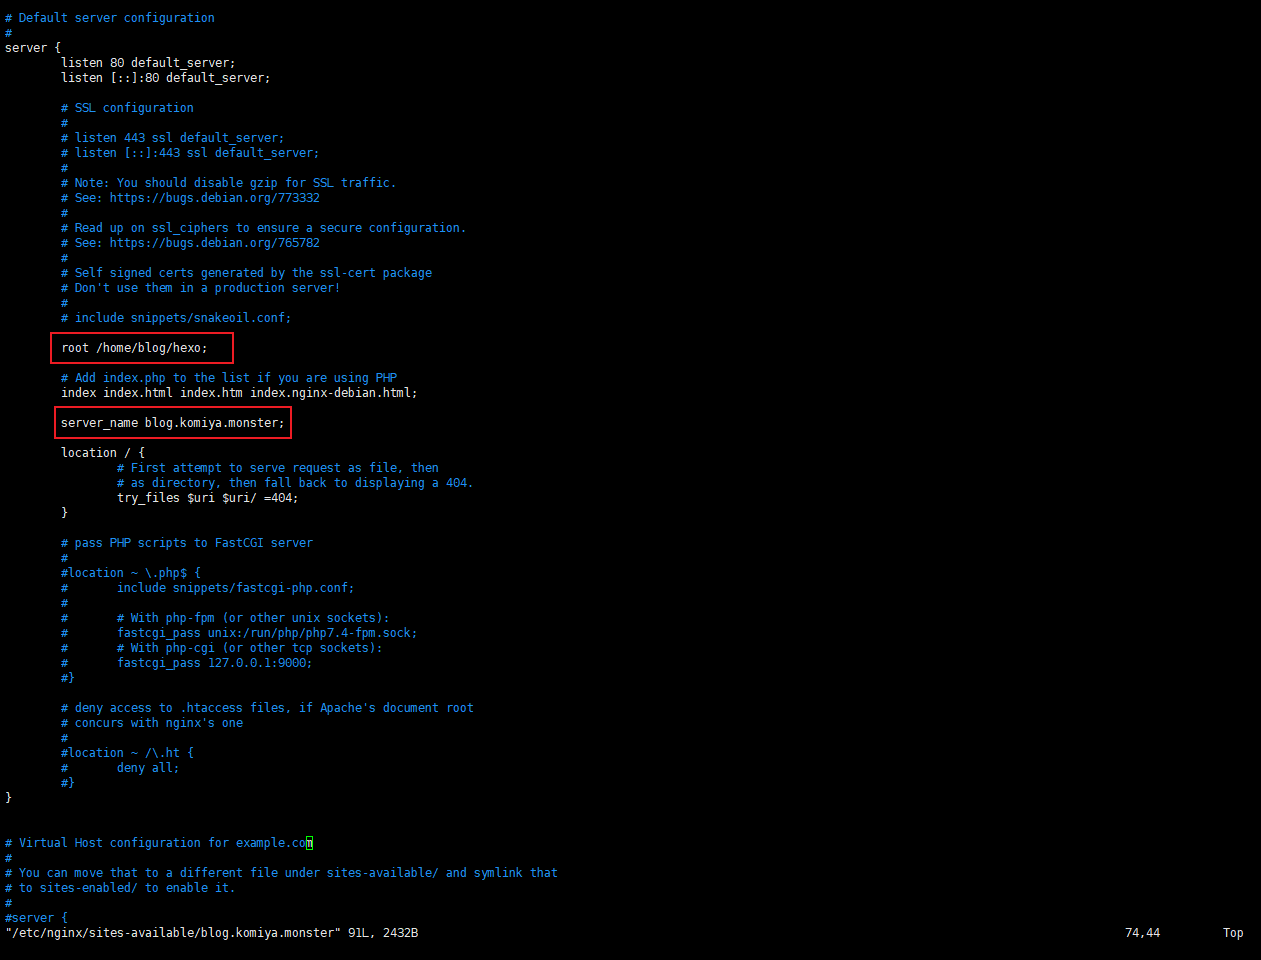 # Default server configuration
#
server {
        listen 80 default_server;
        listen [::]:80 default_server;

        # SSL configuration
        #
        # listen 443 ssl default_server;
        # listen [::]:443 ssl default_server;
        #
        # Note: You should disable gzip for SSL traffic.
        # See: https://bugs.debian.org/773332
        #
        # Read up on ssl_ciphers to ensure a secure configuration.
        # See: https://bugs.debian.org/765782
        #
        # Self signed certs generated by the ssl-cert package
        # Don't use them in a production server!
        #
        # include snippets/snakeoil.conf;

        root /home/blog/hexo;

        # Add index.php to the list if you are using PHP
        index index.html index.htm index.nginx-debian.html;

        server_name blog.komiya.monster;

        location / {
                # First attempt to serve request as file, then
                # as directory, then fall back to displaying a 404.
                try_files $uri $uri/ =404;
        }

        # pass PHP scripts to FastCGI server
        #
        #location ~ \.php$ {
        #       include snippets/fastcgi-php.conf;
        #
        #       # With php-fpm (or other unix sockets):
        #       fastcgi_pass unix:/run/php/php7.4-fpm.sock;
        #       # With php-cgi (or other tcp sockets):
        #       fastcgi_pass 127.0.0.1:9000;
        #}

        # deny access to .htaccess files, if Apache's document root
        # concurs with nginx's one
        #
        #location ~ /\.ht {
        #       deny all;
        #}
}


# Virtual Host configuration for example.com
#
# You can move that to a different file under sites-available/ and symlink that
# to sites-enabled/ to enable it.
#
#server {
"/etc/nginx/sites-available/blog.komiya.monster" 91L, 2432B 74,44 Top